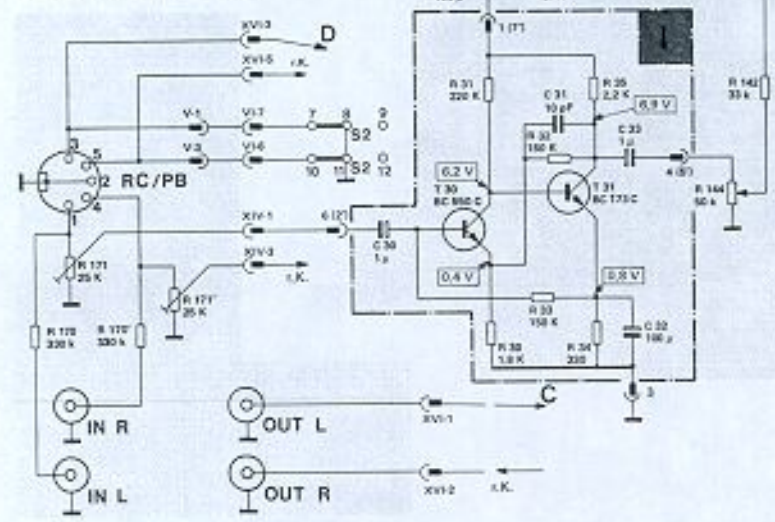 XVI-3
D
XVI-5
r.K.
1 (7')
I
R 31
220 K
R 35
2,2 K
C 31
10 pF
6,9 V
R 142
33 k
V-1
XVI-7
7
8
9
S2
R 32
150 K
C 33
1 µ
V-3
XVI-6
10
11
12
S2
3
5
2
4
1
RC/PB
6,2 V
T 30
BC 550 C
T 31
BC 173 C
4 (5')
R 144
50 k
XIV-1
6 (2')
C 30
1 µ
XIV-3
r.K.
R 171
25 K
R 171'
25 K
0,4 V
0,8 V
R 33
150 K
R 170
330 k
R 170'
330 k
R 30
1.8 K
R 34
330
C 32
100 µ
3
IN R
OUT L
XVI-1
C
IN L
OUT R
XVI-2
r.K.